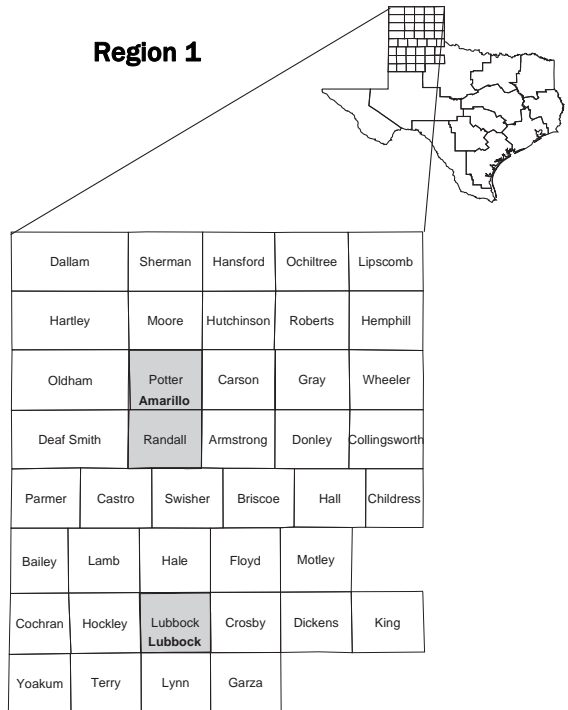 Region 1
Dallam Sherman Hansford Ochiltree Lipscomb
Hartley Moore Hutchinson Roberts Hemphill
Oldham Potter Carson Gray Wheeler
Amarillo
Deaf Smith Randall Armstrong Donley Collingsworth
Parmer Castro Swisher Briscoe Hall Childress
Bailey Lamb Hale Floyd Motley
Cochran Hockley Lubbock Crosby Dickens King
Lubbock
Yoakum Terry Lynn Garza